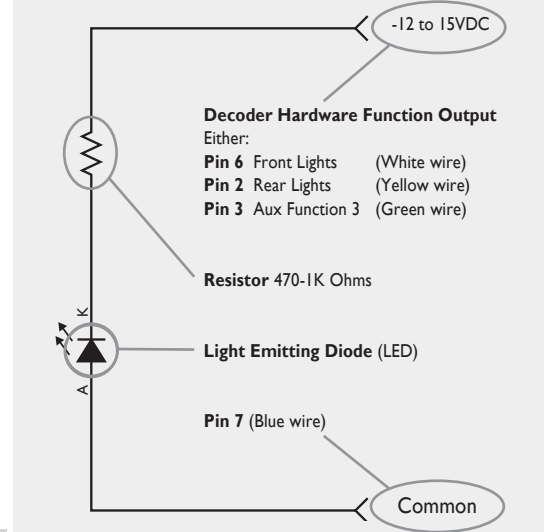 -12 to 15VDC
Decoder Hardware Function Output
Either:
Pin 6 Front Lights (White wire)
Pin 2 Rear Lights (Yellow wire)
Pin 3 Aux Function 3 (Green wire)
Resistor 470-1K Ohms
K
Light Emitting Diode (LED)
A
Pin 7 (Blue wire)
Common